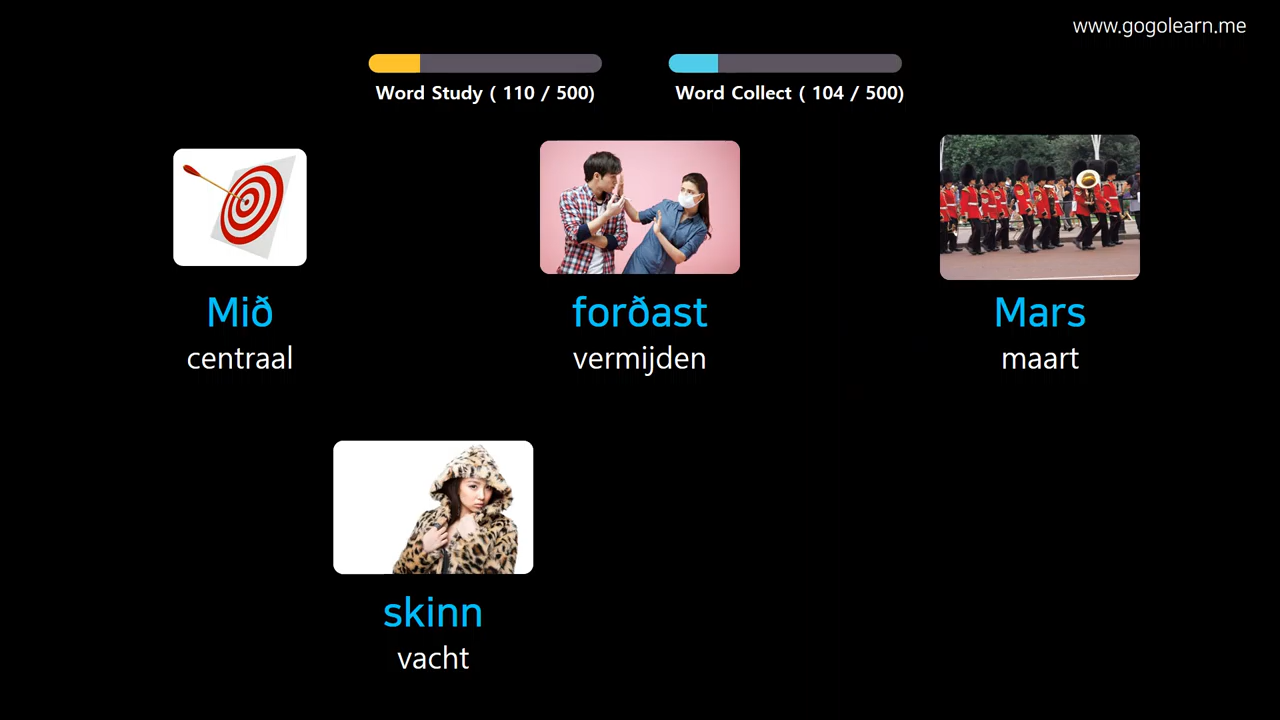 www.gogolearn.me
Word Study ( 110 / 500)
Word Collect ( 104 / 500)
Mið
centraal
forðast
vermijden
Mars
maart
skinn
vacht